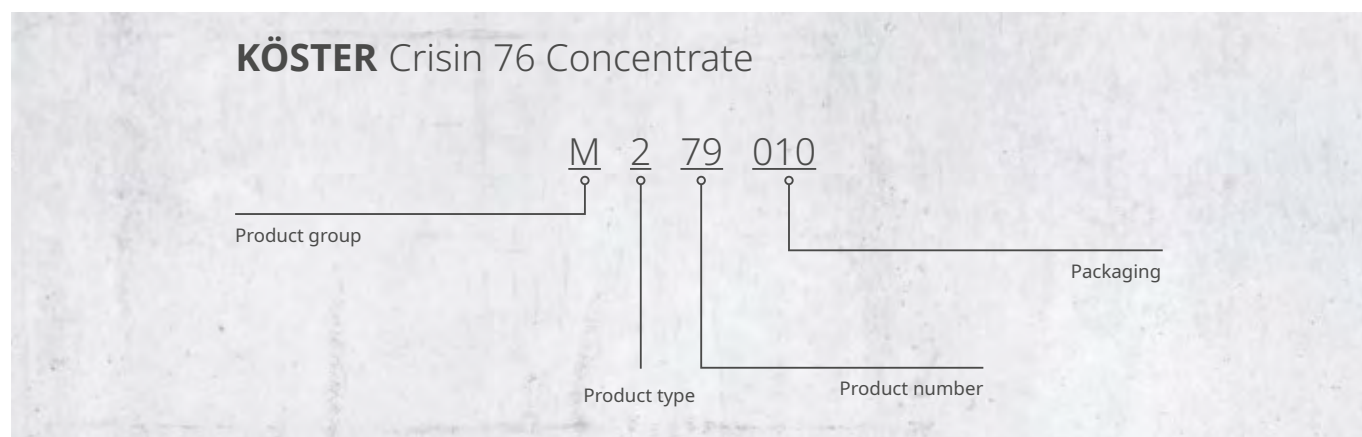 KÖSTER Crisin 76 Concentrate
M 2 79 010
Product group
Packaging
Product type
Product number